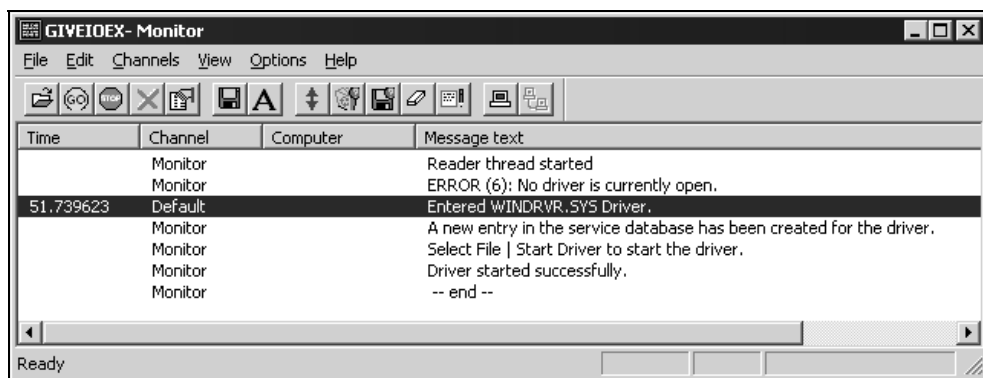 GIVEIOEX- Monitor
File Edit Channels View Options Help
GO STOP A
Time Channel Computer Message text
Monitor Reader thread started
Monitor ERROR (6): No driver is currently open.
51.739623 Default Entered WINDRVR.SYS Driver.
Monitor A new entry in the service database has been created for the driver.
Monitor Select File | Start Driver to start the driver.
Monitor Driver started successfully.
Monitor -- end --
Ready